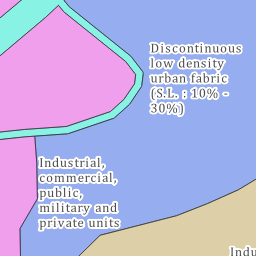 Discontinuous
low density
urban fabric
(S.L. : 10% -
30%)
Industrial,
commercial,
public,
military and
private units